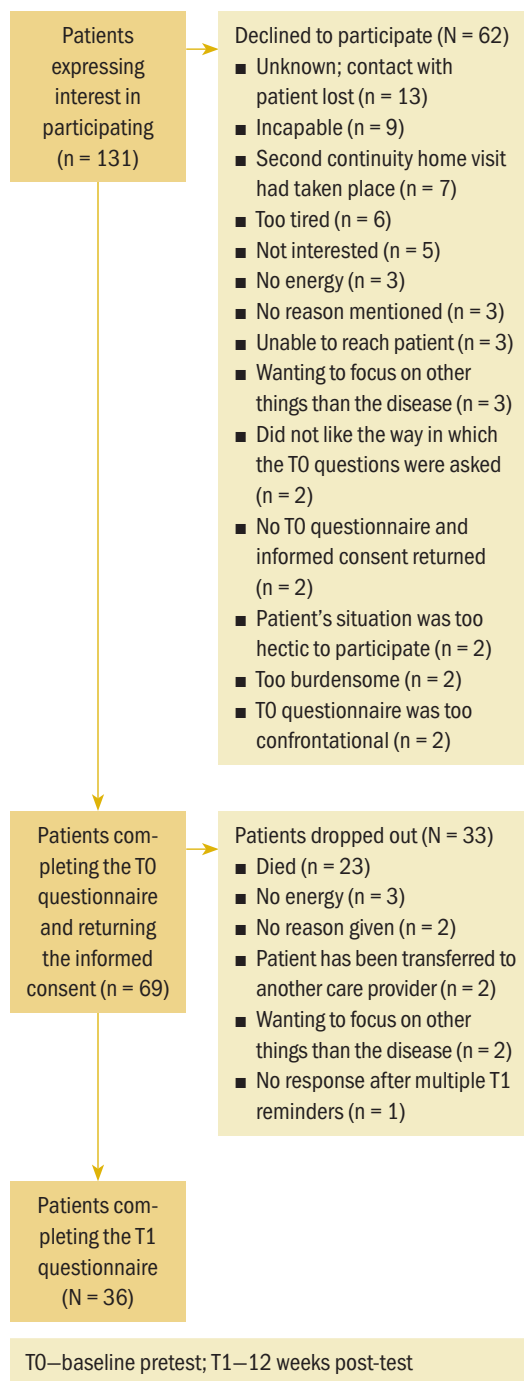 Patients
expressing
interest in
participating
(n = 131)
Declined to participate (N = 62)
■ Unknown; contact with
patient lost (n = 13)
■ Incapable (n = 9)
■ Second continuity home visit
had taken place (n = 7)
■ Too tired (n = 6)
■ Not interested (n = 5)
■ No energy (n = 3)
■ No reason mentioned (n = 3)
■ Unable to reach patient (n = 3)
■ Wanting to focus on other
things than the disease (n = 3)
■ Did not like the way in which
the T0 questions were asked
(n = 2)
■ No T0 questionnaire and
informed consent returned
(n = 2)
■ Patient’s situation was too
hectic to participate (n = 2)
■ Too burdensome (n = 2)
■ T0 questionnaire was too
confrontational (n = 2)
Patients com-
pleting the T0
questionnaire
and returning
the informed
consent (n = 69)
Patients dropped out (N = 33)
■ Died (n = 23)
■ No energy (n = 3)
■ No reason given (n = 2)
■ Patient has been transferred to
another care provider (n = 2)
■ Wanting to focus on other
things than the disease (n = 2)
■ No response after multiple T1
reminders (n = 1)
Patients com-
pleting the T1
questionnaire
(N = 36)
T0—baseline pretest; T1—12 weeks post-test